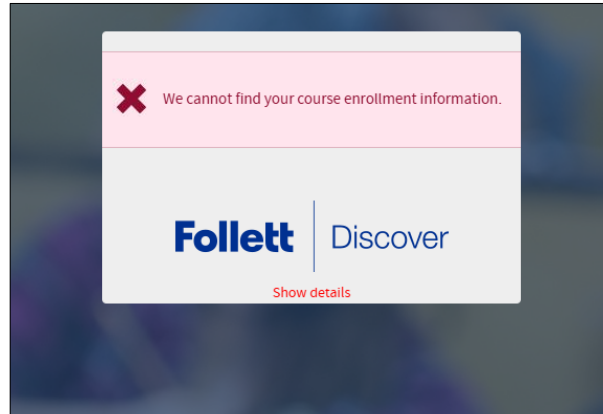 We cannot find your course enrollment information.
Follett Discover
Show details